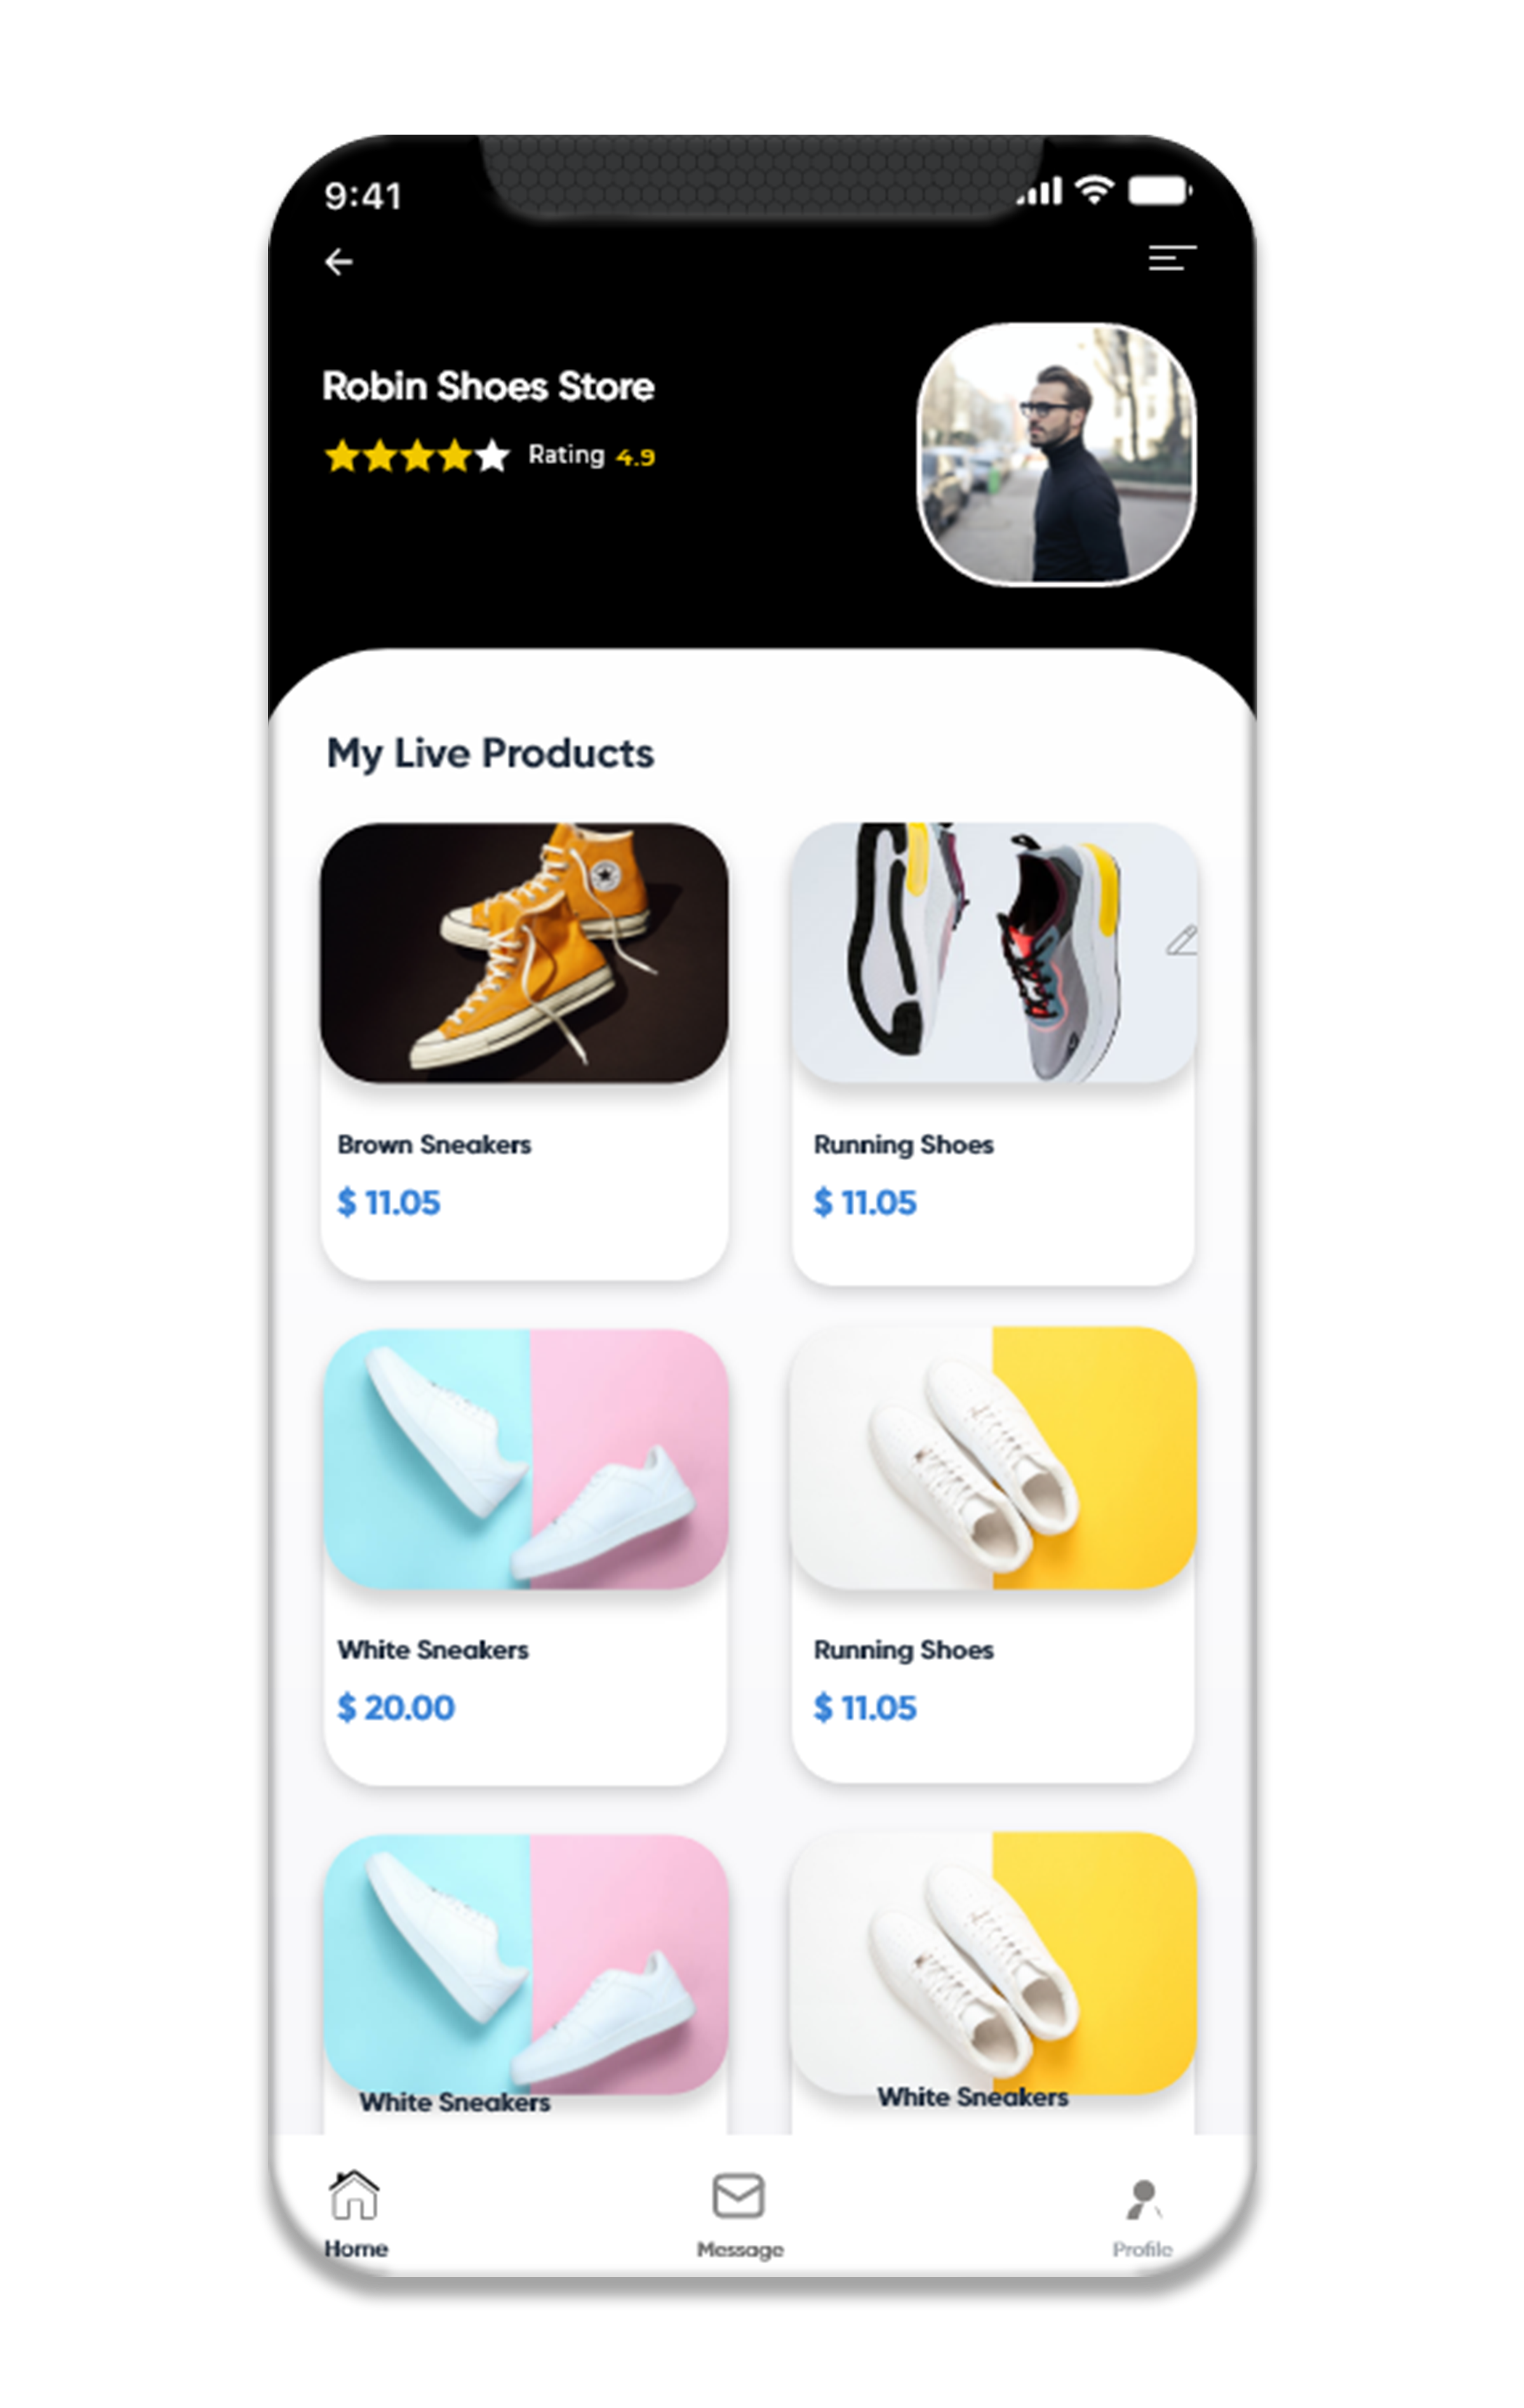 9:41
Robin Shoes Store
Rating 4.9
My Live Products
Brown Sneakers
$ 11.05
Running Shoes
$ 11.05
White Sneakers
$ 20.00
Running Shoes
$ 11.05
White Sneakers
White Sneakers
Home
Message
Profile